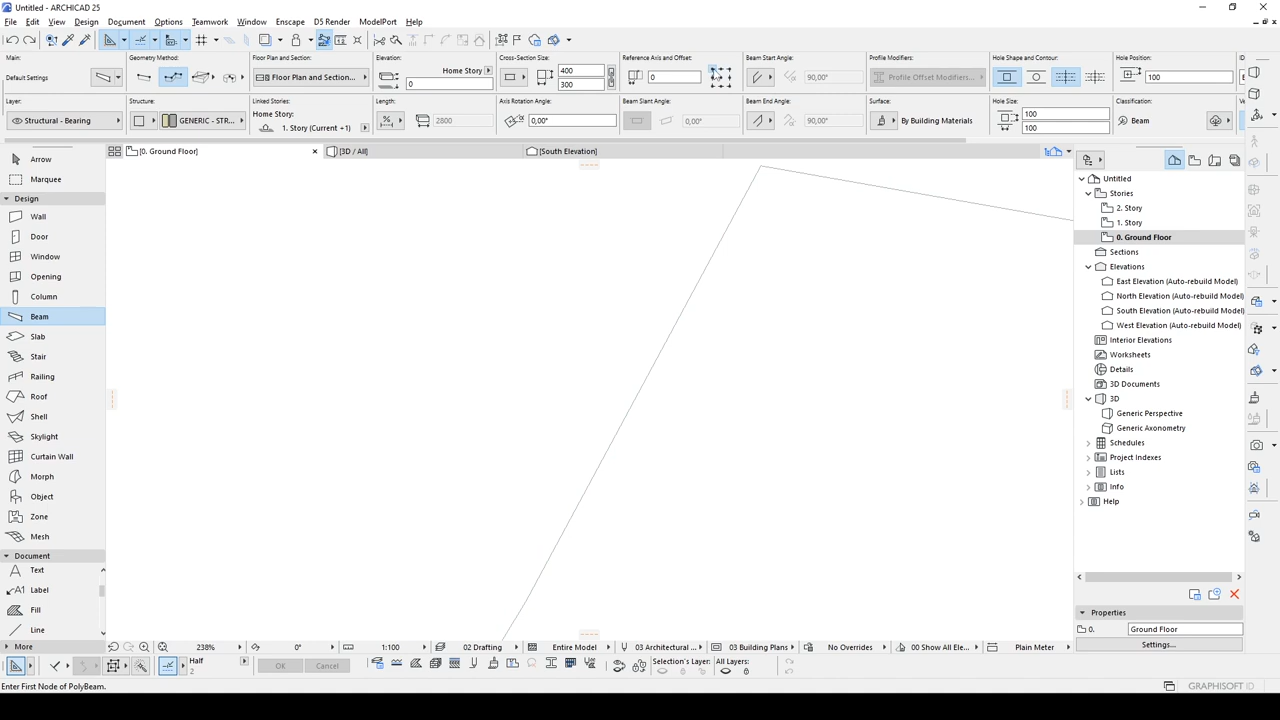 Untitled - ARCHICAD 25
File Edit View Design Document Options Teamwork Window Enscape D5 Render ModelPort Help
Main: Geometry Method: Floor Plan and Section: Elevation: Cross-Section Size: Reference Axis and Offset: Beam Start Angle: Profile Modifiers: Hole Shape and Contour: Hole Position:
Default Settings Floor Plan and Section... Home Story 0 400 300 0 90,00° Profile Offset Modifiers... 100
Layer: Structure: Linked Stories: Length: Axis Rotation Angle: Beam Slant Angle: Beam End Angle: Surface: Hole Size: Classification:
Structural - Bearing GENERIC - STR... Home Story: 1. Story (Current +1) 2800 0,00° 0,00° 90,00° By Building Materials 100 100 Beam
[0. Ground Floor] [3D / All] [South Elevation]
Arrow
Marquee
Design
Wall
Door
Window
Opening
Column
Beam
Slab
Stair
Railing
Roof
Shell
Skylight
Curtain Wall
Morph
Object
Zone
Mesh
Document
Text
Label
Fill
Line
More
Untitled
Stories
2. Story
1. Story
0. Ground Floor
Sections
Elevations
East Elevation (Auto-rebuild Model)
North Elevation (Auto-rebuild Model)
South Elevation (Auto-rebuild Model)
West Elevation (Auto-rebuild Model)
Interior Elevations
Worksheets
Details
3D Documents
3D
Generic Perspective
Generic Axonometry
Schedules
Project Indexes
Lists
Info
Help
Properties
0. Ground Floor
Settings...
238% 0° 1:100 02 Drafting Entire Model 03 Architectural ... 03 Building Plans No Overrides 00 Show All Ele... Plain Meter
Half 2 OK Cancel Selection's Layer: All Layers:
Enter First Node of PolyBeam.
GRAPHISOFT